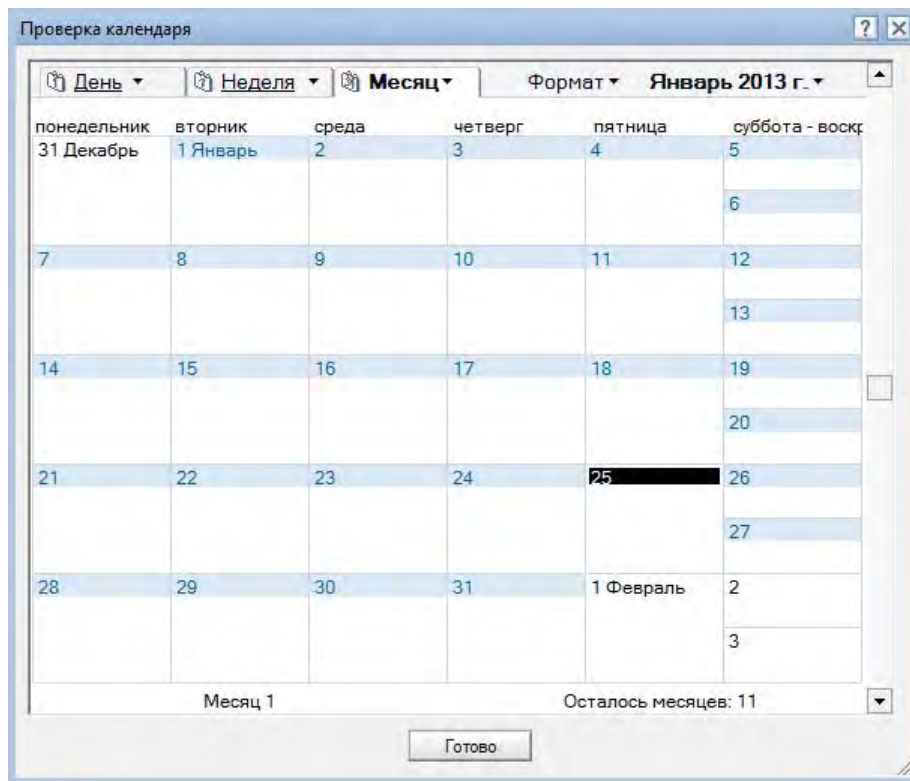 Проверка календаря
День Неделя Месяц Формат Январь 2013 г.
понедельник вторник среда четверг пятница суббота - воскр
31 Декабрь 1 Январь 2 3 4 5
6
7 8 9 10 11 12
13
14 15 16 17 18 19
20
21 22 23 24 25 26
27
28 29 30 31 1 Февраль 2
3
Месяц 1 Осталось месяцев: 11
Готово